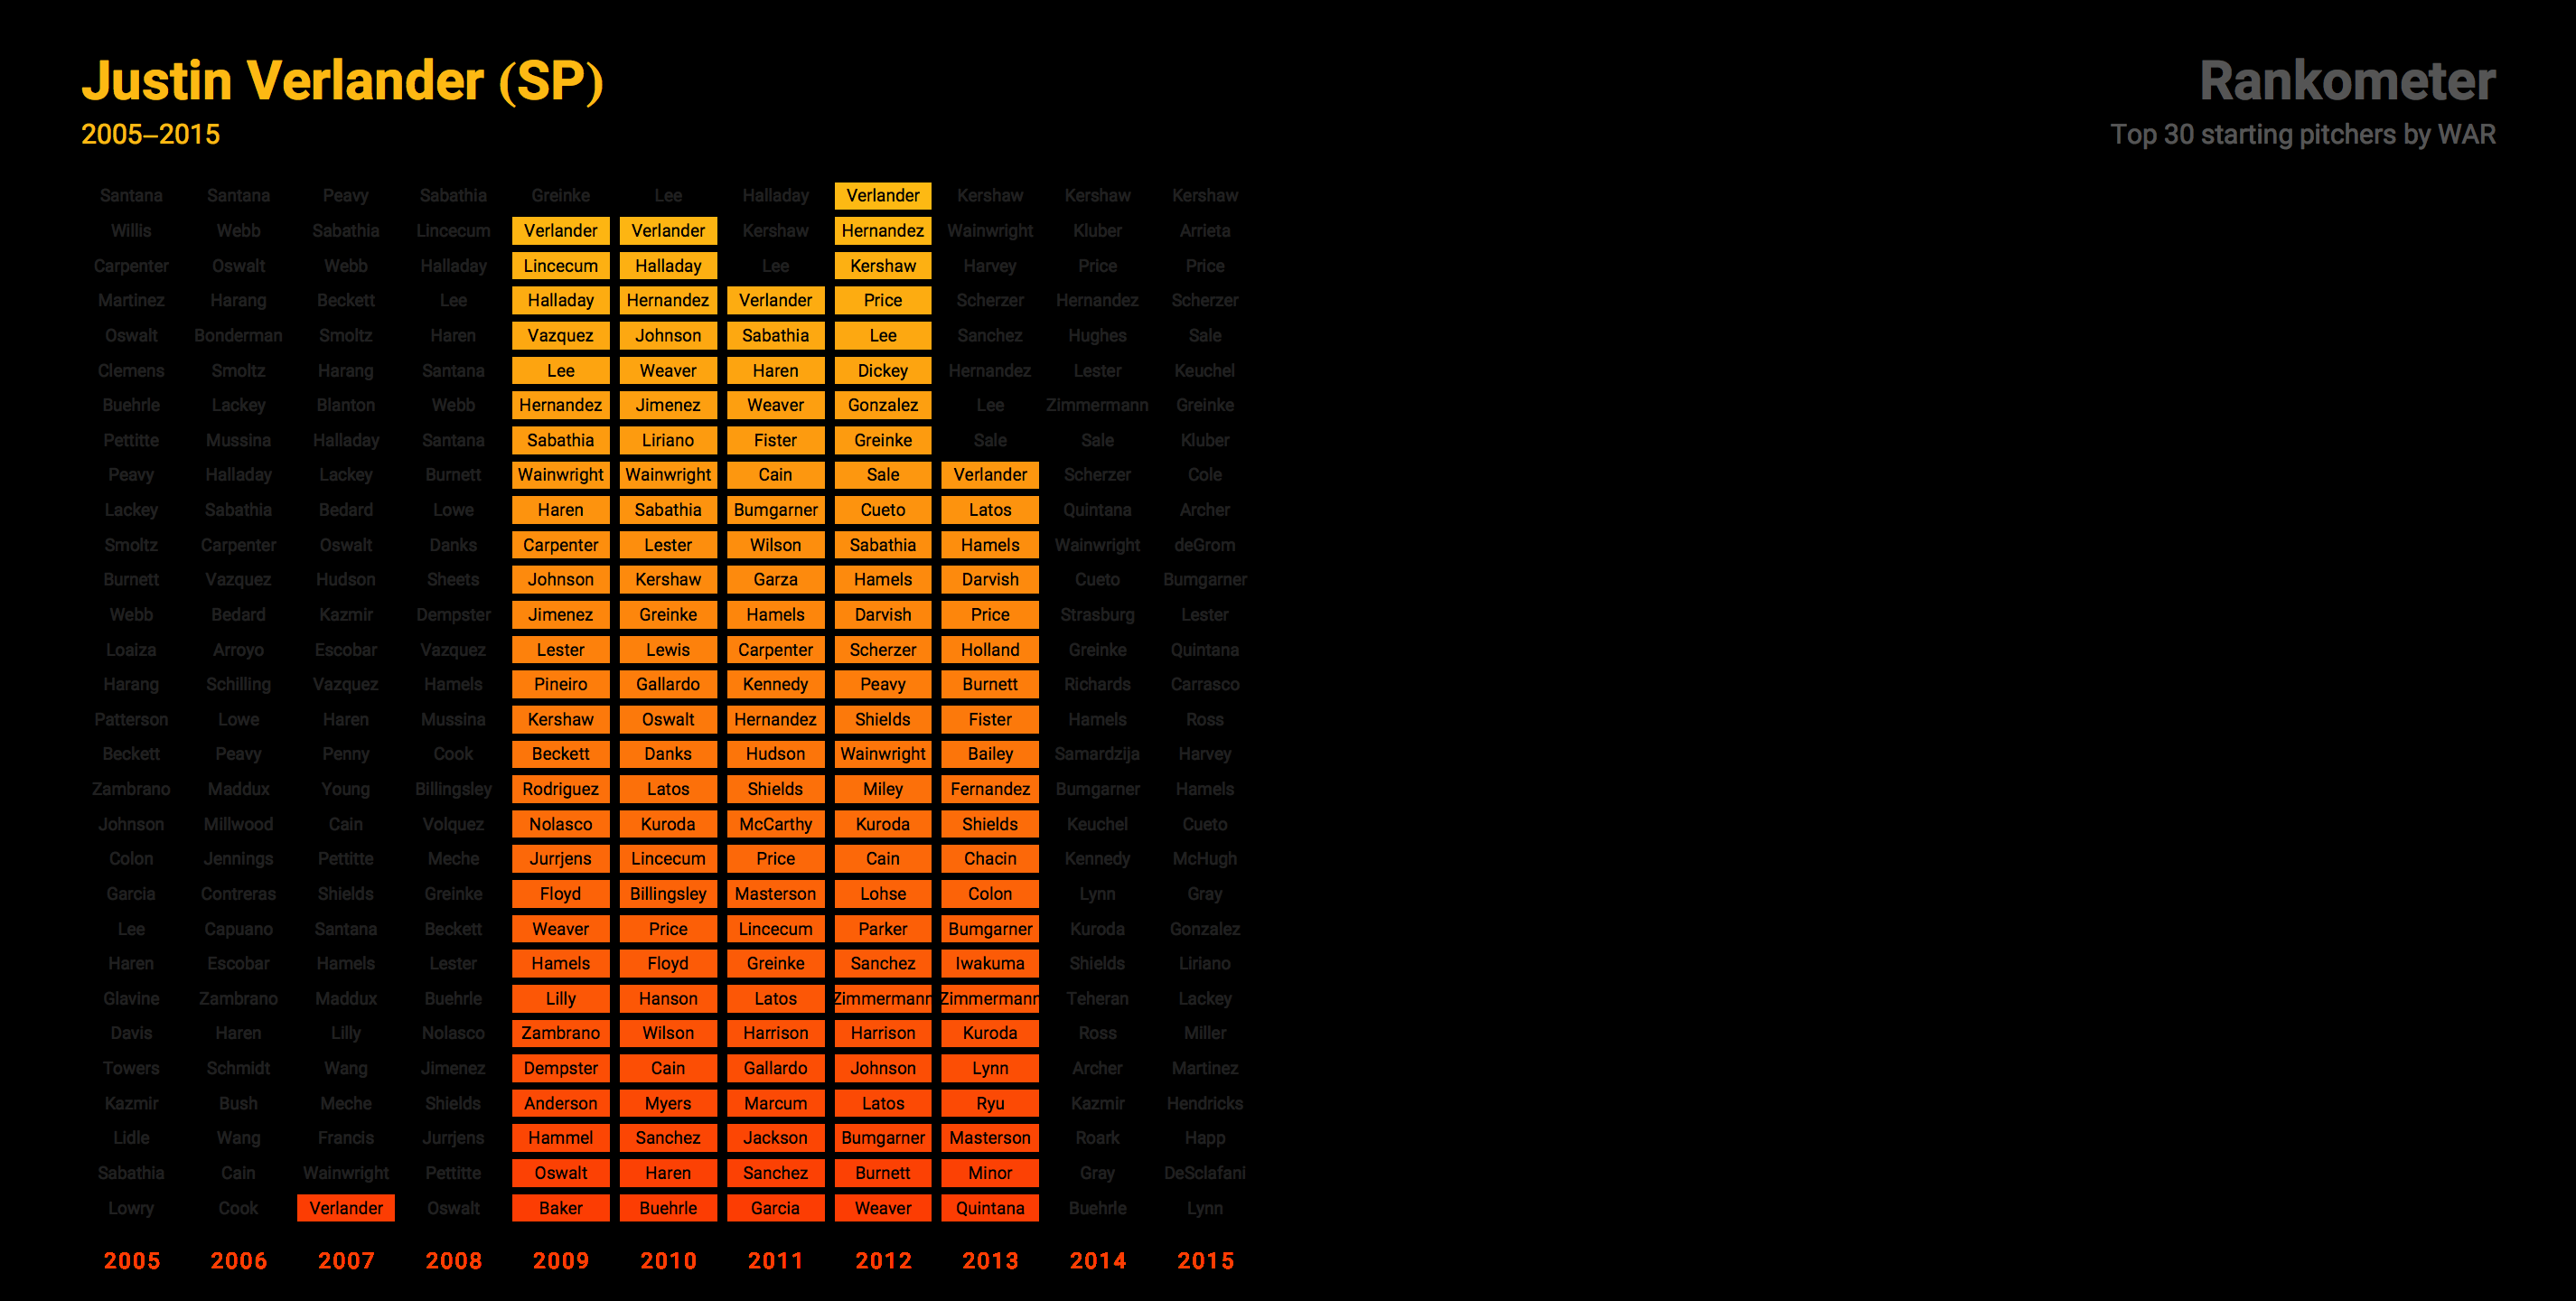 Justin Verlander (SP)
2005–2015
Rankometer
Top 30 starting pitchers by WAR
Santana Santana Peavy Sabathia Greinke Lee Halladay Verlander Kershaw Kershaw Kershaw
Willis Webb Sabathia Lincecum Verlander Verlander Kershaw Hernandez Wainwright Kluber Arrieta
Carpenter Oswalt Webb Halladay Lincecum Halladay Lee Kershaw Harvey Price Price
Martinez Harang Beckett Lee Halladay Hernandez Verlander Price Scherzer Hernandez Scherzer
Oswalt Bonderman Smoltz Haren Vazquez Johnson Sabathia Lee Sanchez Hughes Sale
Clemens Smoltz Harang Santana Lee Weaver Haren Dickey Hernandez Lester Keuchel
Buehrle Lackey Blanton Webb Hernandez Jimenez Weaver Gonzalez Lee Zimmermann Greinke
Pettitte Mussina Halladay Santana Sabathia Liriano Fister Greinke Sale Sale Kluber
Peavy Halladay Lackey Burnett Wainwright Wainwright Cain Sale Verlander Scherzer Cole
Lackey Sabathia Bedard Lowe Haren Sabathia Bumgarner Cueto Latos Quintana Archer
Smoltz Carpenter Oswalt Danks Carpenter Lester Wilson Sabathia Hamels Wainwright deGrom
Burnett Vazquez Hudson Sheets Johnson Kershaw Garza Hamels Darvish Cueto Bumgarner
Webb Bedard Kazmir Dempster Jimenez Greinke Hamels Darvish Price Strasburg Lester
Loaiza Arroyo Escobar Vazquez Lester Lewis Carpenter Scherzer Holland Greinke Quintana
Harang Schilling Vazquez Hamels Pineiro Gallardo Kennedy Peavy Burnett Richards Carrasco
Patterson Lowe Haren Mussina Kershaw Oswalt Hernandez Shields Fister Hamels Ross
Beckett Peavy Penny Cook Beckett Danks Hudson Wainwright Bailey Samardzija Harvey
Zambrano Maddux Young Billingsley Rodriguez Latos Shields Miley Fernandez Bumgarner Hamels
Johnson Millwood Cain Volquez Nolasco Kuroda McCarthy Kuroda Shields Keuchel Cueto
Colon Jennings Pettitte Meche Jurrjens Lincecum Price Cain Chacin Kennedy McHugh
Garcia Contreras Shields Greinke Floyd Billingsley Masterson Lohse Colon Lynn Gray
Lee Capuano Santana Beckett Weaver Price Lincecum Parker Bumgarner Kuroda Gonzalez
Haren Escobar Hamels Lester Hamels Floyd Greinke Sanchez Iwakuma Shields Liriano
Glavine Zambrano Maddux Buehrle Lilly Hanson Latos Zimmermann Zimmermann Teheran Lackey
Davis Haren Lilly Nolasco Zambrano Wilson Harrison Harrison Kuroda Ross Miller
Towers Schmidt Wang Jimenez Dempster Cain Gallardo Johnson Lynn Archer Martinez
Kazmir Bush Meche Shields Anderson Myers Marcum Latos Ryu Kazmir Hendricks
Lidle Wang Francis Jurrjens Hammel Sanchez Jackson Bumgarner Masterson Roark Happ
Sabathia Cain Wainwright Pettitte Oswalt Haren Sanchez Burnett Minor Gray DeSclafani
Lowry Cook Verlander Oswalt Baker Buehrle Garcia Weaver Quintana Buehrle Lynn
2005 2006 2007 2008 2009 2010 2011 2012 2013 2014 2015